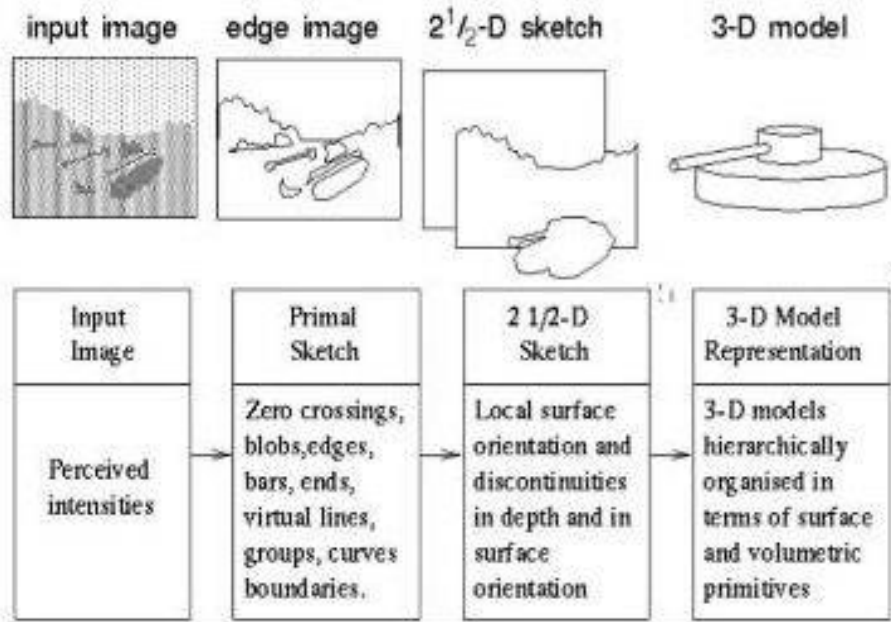 input image
edge image
2 1/2-D sketch
3-D model
Input
Image
Perceived
intensities
Primal
Sketch
Zero crossings,
blobs,edges,
bars, ends,
virtual lines,
groups, curves
boundaries.
2 1/2-D
Sketch
Local surface
orientation and
discontinuities
in depth and in
surface
orientation
3-D Model
Representation
3-D models
hierarchically
organised in
terms of surface
and volumetric
primitives